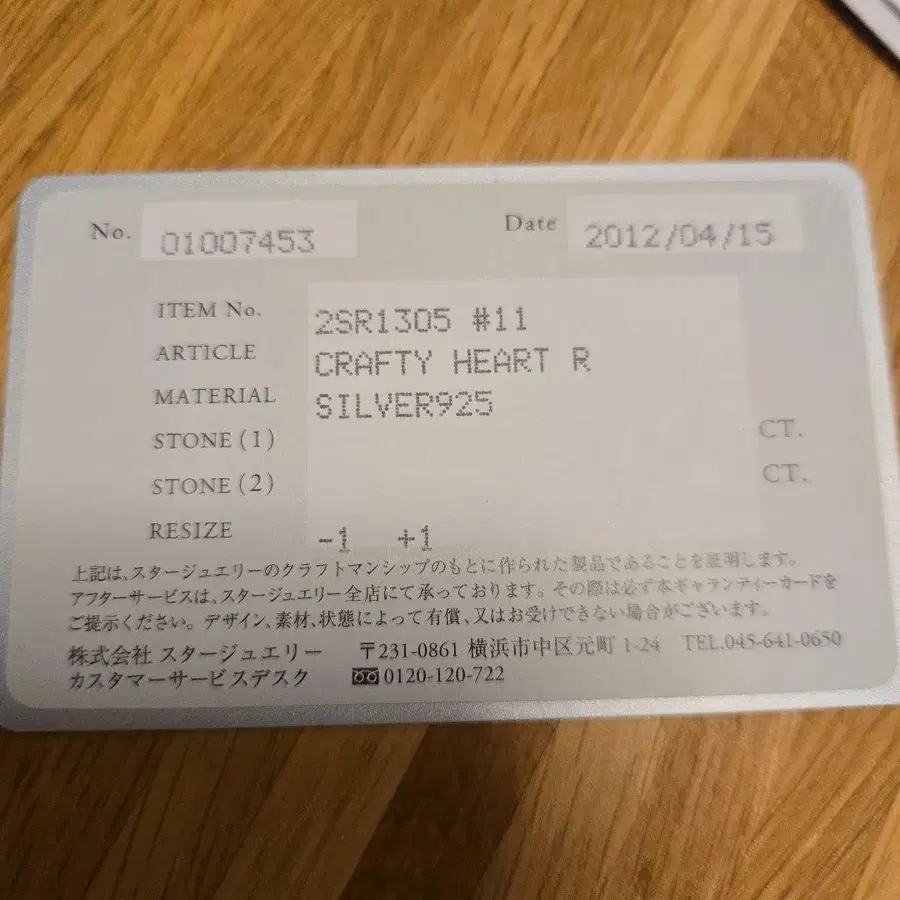 No. 01007453 Date 2012/04/15
ITEM No. 2SR1305 #11
ARTICLE CRAFTY HEART R
MATERIAL SILVER925
STONE (1) CT.
STONE (2) CT.
RESIZE -1 +1
上記は、スタージュエリーのクラフトマンシップのもとに作られた製品であることを証明します。
アフターサービスは、スタージュエリー全店にて承っております。その際は必ず本ギャランティーカードを
ご提示ください。デザイン、素材、状態によって有償、又はお受けできない場合がございます。
株式会社 スタージュエリー 〒231-0861 横浜市中区元町 1-24 TEL.045-641-0650
カスタマーサービスデスク 0120-120-722